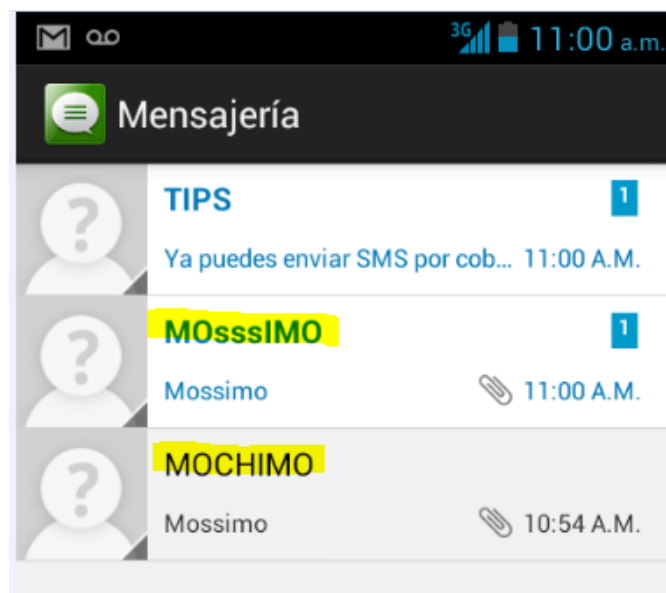 3G 11:00 a.m.
Mensajería
TIPS 1
Ya puedes enviar SMS por cob... 11:00 A.M.
MOsssIMO 1
Mossimo 11:00 A.M.
MOCHIMO
Mossimo 10:54 A.M.